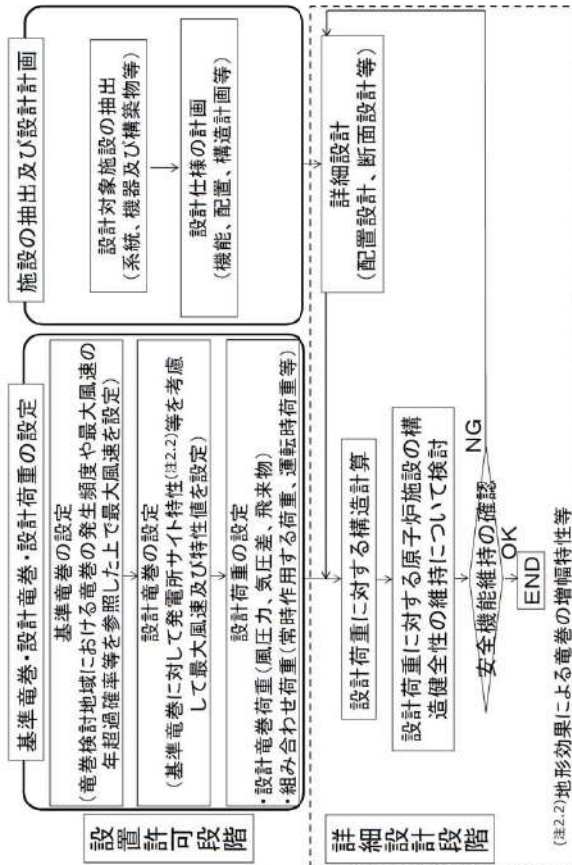 設置許可段階
基準竜巻・設計竜巻・設計荷重の設定
基準竜巻の設定
(竜巻検討地域における竜巻の発生頻度や最大風速の
年超過確率等を参照した上で最大風速を設定)
設計竜巻の設定
(基準竜巻に対して発電所サイト特性(注2.2)等を考慮
して最大風速及び特性値を設定)
設計荷重の設定
・設計竜巻荷重(風圧力、気圧差、飛来物)
・組み合わせ荷重(常時作用する荷重、運転時荷重等)
施設の抽出及び設計計画
設計対象施設の抽出
(系統、機器及び構築物等)
設計仕様の計画
(機能、配置、構造計画等)
詳細設計段階
詳細設計
(配置設計、断面設計等)
設計荷重に対する構造計算
設計荷重に対する原子炉施設の構
造健全性の維持について検討
安全機能維持の確認
NG
OK
END
(注2.2)地形効果による竜巻の増幅特性等